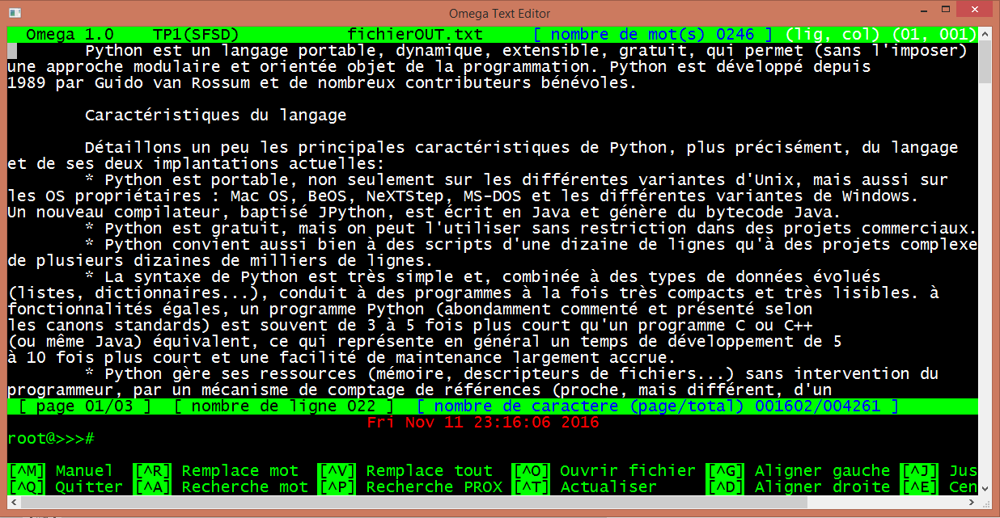 Omega Text Editor
Omega 1.0 TP1(SFSD) fichierOUT.txt [ nombre de mot(s) 0246 ] (lig, col) (01, 001)
Python est un langage portable, dynamique, extensible, gratuit, qui permet (sans l'imposer)
une approche modulaire et orientée objet de la programmation. Python est développé depuis
1989 par Guido van Rossum et de nombreux contributeurs bénévoles.
Caractéristiques du langage
Détaillons un peu les principales caractéristiques de Python, plus précisément, du langage
et de ses deux implantations actuelles:
* Python est portable, non seulement sur les différentes variantes d'Unix, mais aussi sur
les OS propriétaires : Mac OS, BeOS, NeXTStep, MS-DOS et les différentes variantes de Windows.
Un nouveau compilateur, baptisé JPython, est écrit en Java et génère du bytecode Java.
* Python est gratuit, mais on peut l'utiliser sans restriction dans des projets commerciaux.
* Python convient aussi bien à des scripts d'une dizaine de lignes qu'à des projets complexe
de plusieurs dizaines de milliers de lignes.
* La syntaxe de Python est très simple et, combinée à des types de données évolués
(listes, dictionnaires...), conduit à des programmes à la fois très compacts et très lisibles. à
fonctionnalités égales, un programme Python (abondamment commenté et présenté selon
les canons standards) est souvent de 3 à 5 fois plus court qu'un programme C ou C++
(ou même Java) équivalent, ce qui représente en général un temps de développement de 5
à 10 fois plus court et une facilité de maintenance largement accrue.
* Python gère ses ressources (mémoire, descripteurs de fichiers...) sans intervention du
programmeur, par un mécanisme de comptage de références (proche, mais différent, d'un
[ page 01/03 ] [ nombre de ligne 022 ] [ nombre de caractere (page/total) 001602/004261 ]
Fri Nov 11 23:16:06 2016
root@>>>#
[^M] Manuel [^R] Remplace mot [^V] Remplace tout [^O] Ouvrir fichier [^G] Aligner gauche [^J] Jus
[^Q] Quitter [^A] Recherche mot [^P] Recherche PROX [^T] Actualiser [^D] Aligner droite [^E] Cen